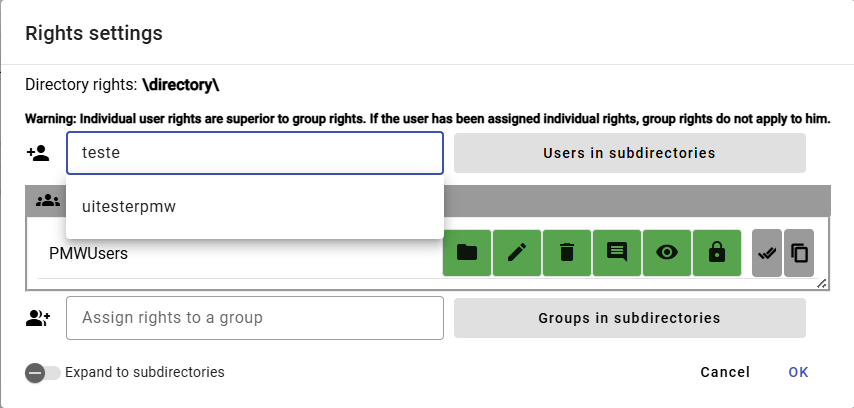 Rights settings
Directory rights: \directory\
Warning: Individual user rights are superior to group rights. If the user has been assigned individual rights, group rights do not apply to him.
teste
Users in subdirectories
uitesterpmw
PMWUsers
Assign rights to a group
Groups in subdirectories
Expand to subdirectories
Cancel
OK